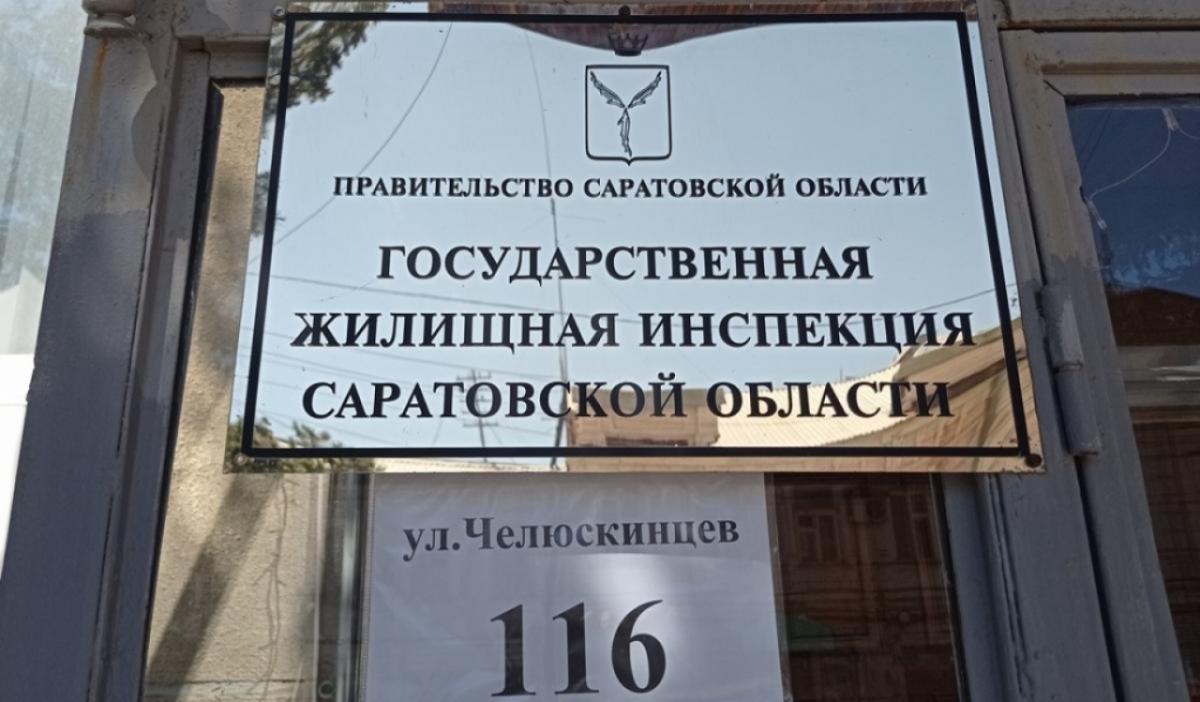 ПРАВИТЕЛЬСТВО САРАТОВСКОЙ ОБЛАСТИ
ГОСУДАРСТВЕННАЯ
ЖИЛИЩНАЯ ИНСПЕКЦИЯ
САРАТОВСКОЙ ОБЛАСТИ
ул.Челюскинцев
116